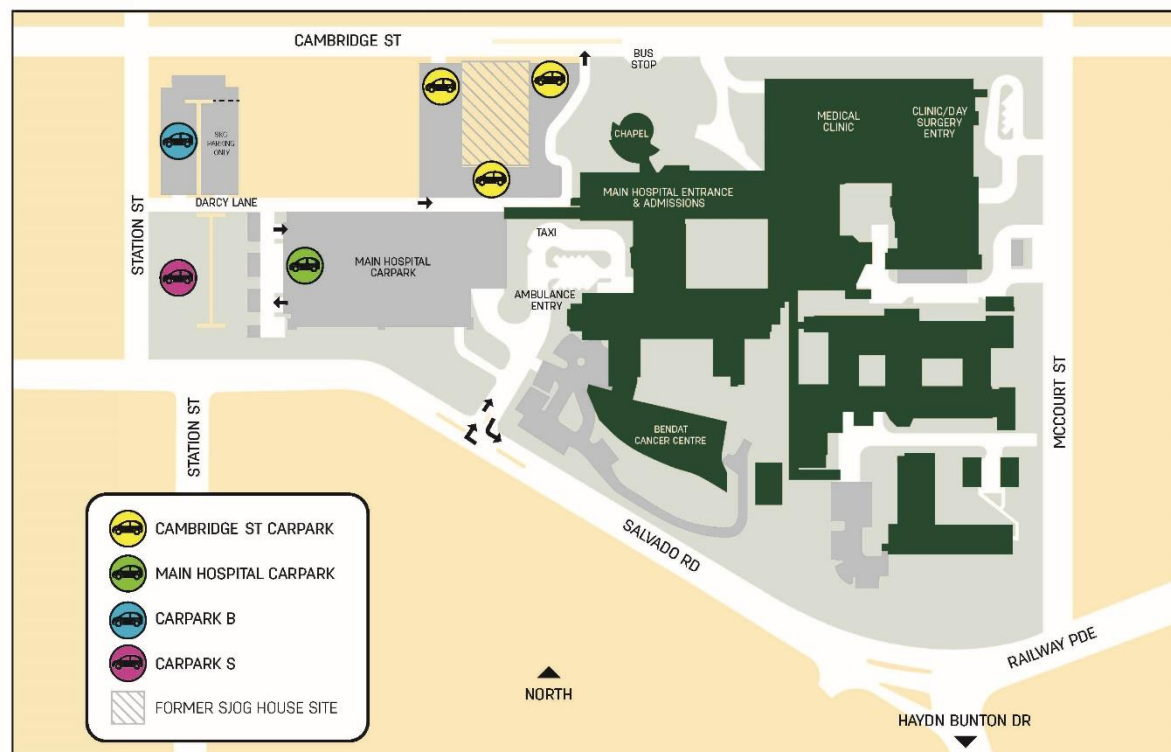 CAMBRIDGE ST
BUS
STOP
SKG
PARKING
ONLY
CHAPEL
MEDICAL
CLINIC
CLINIC/DAY
SURGERY
ENTRY
DARCY LANE
MAIN HOSPITAL ENTRANCE
& ADMISSIONS
STATION ST
MAIN HOSPITAL
CARPARK
TAXI
AMBULANCE
ENTRY
MCCOURT ST
STATION ST
BENDAT
CANCER CENTRE
SALVADO RD
CAMBRIDGE ST CARPARK
MAIN HOSPITAL CARPARK
CARPARK B
CARPARK S
FORMER SJOG HOUSE SITE
NORTH
RAILWAY PDE
HAYDN BUNTON DR